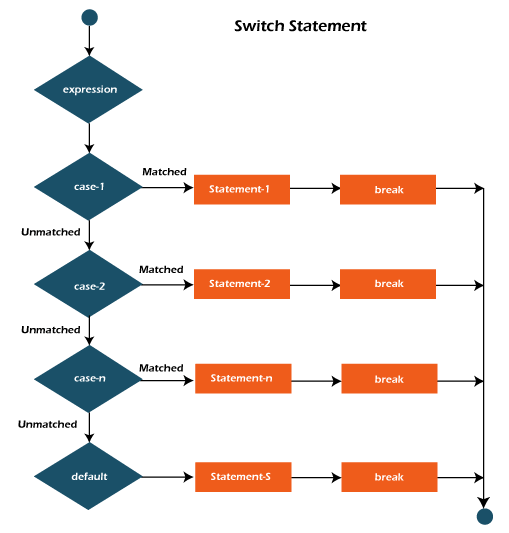 Switch Statement
expression
Matched
case-1
Statement-1
break
Unmatched
Matched
case-2
Statement-2
break
Unmatched
Matched
case-n
Statement-n
break
Unmatched
default
Statement-S
break